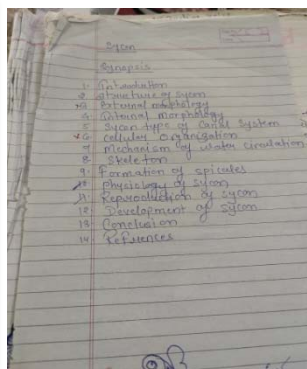 Sycon
Synopsis
1. Introduction
2 Structure of Sycon
3 External morphology
4 Internal morphology
5 Sycon type of Canal System
6 Cellular Organization
7 Mechanism of water circulation
8 Skeleton
9. Formation of spicules
10 Physiology of sycon
11. Reproduction of sycon
12 Development of sycon
13 Conclusion
14 References